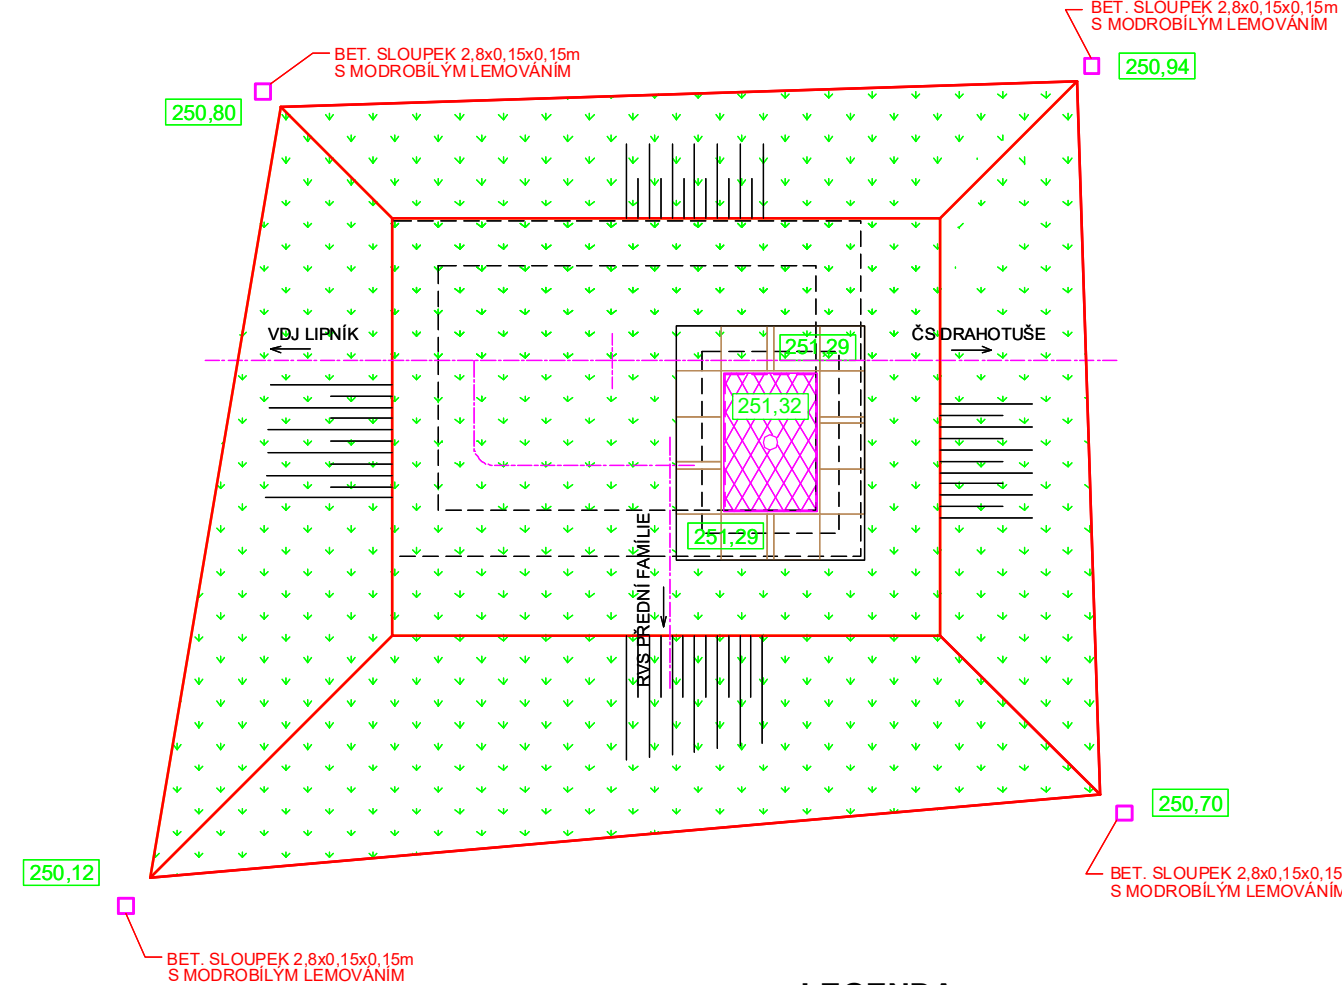 BET. SLOUPEK 2,8x0,15x0,15m
S MODROBÍLÝM LEMOVÁNÍM
250,94
BET. SLOUPEK 2,8x0,15x0,15m
S MODROBÍLÝM LEMOVÁNÍM
250,80
VDJ LIPNÍK
ČS DRAHOTUŠE
251,29
251,32
251,29
RVS PŘEDNÍ FAMÍLIE
250,70
250,12
BET. SLOUPEK 2,8x0,15x0,15
S MODROBÍLÝM LEMOVÁNÍM
BET. SLOUPEK 2,8x0,15x0,15m
S MODROBÍLÝM LEMOVÁNÍM
LEGENDA